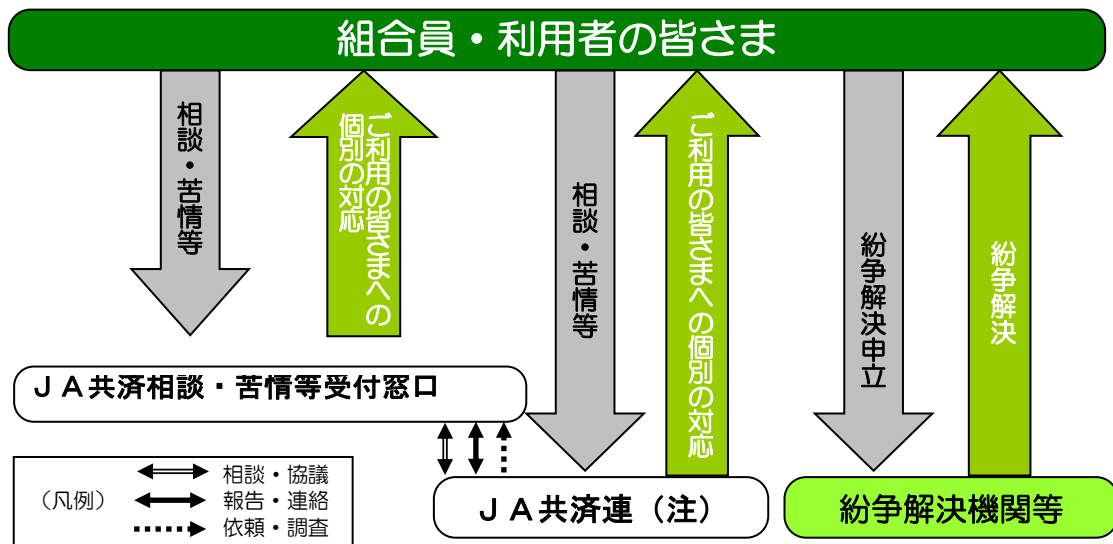 組合員・利用者の皆さま
相談・苦情等
ご利用の皆さまへの
個別の対応
相談・苦情等
ご利用の皆さまへの個別の対応
紛争解決申立
紛争解決
ＪＡ共済相談・苦情等受付窓口
（凡例）
相談・協議
報告・連絡
依頼・調査
ＪＡ共済連（注）
紛争解決機関等